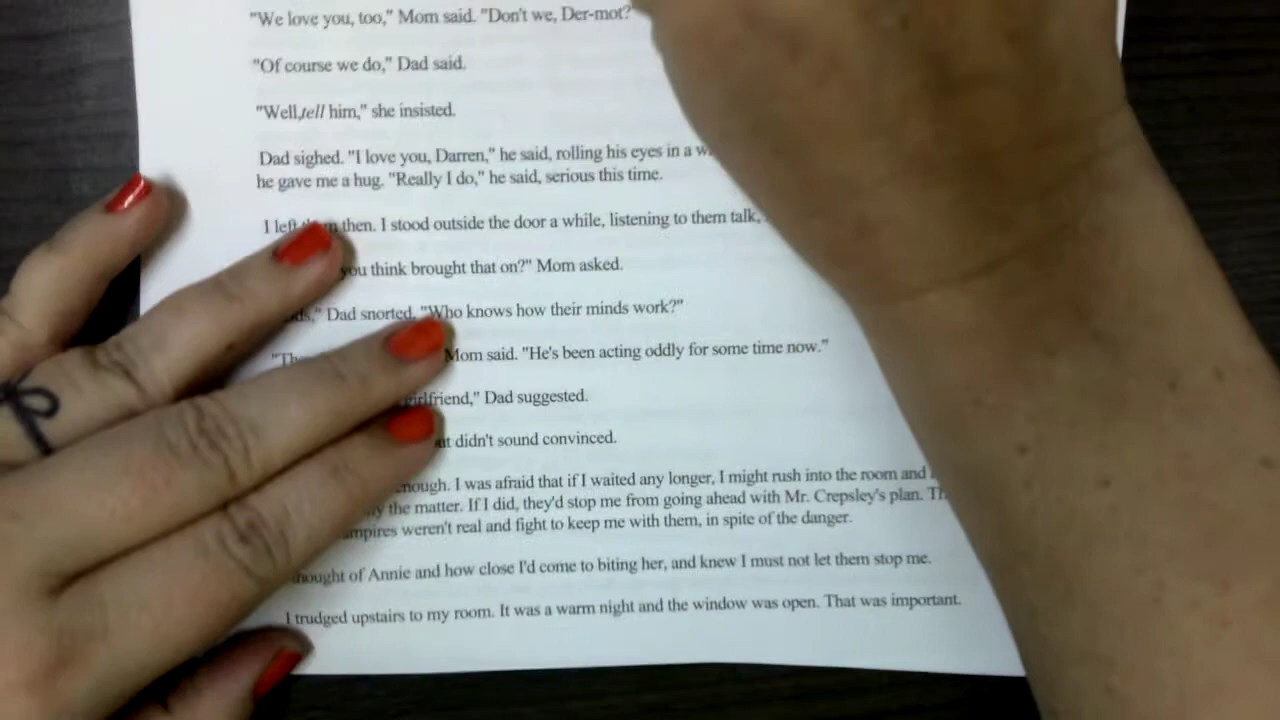 "We love you, too," Mom said. "Don't we, Der-mot?
"Of course we do," Dad said.
"Well,tell him," she insisted.
Dad sighed. "I love you, Darren," he said, rolling his eyes in a
he gave me a hug. "Really I do," he said, serious this time.
I left then. I stood outside the door a while, listening to them talk,
you think brought that on?" Mom asked.
Dad snorted. "Who knows how their minds work?"
Mom said. "He's been acting oddly for some time now."
girlfriend," Dad suggested.
didn't sound convinced.
enough. I was afraid that if I waited any longer, I might rush into the room and
the matter. If I did, they'd stop me from going ahead with Mr. Crepsley's plan.
vampires weren't real and fight to keep me with them, in spite of the danger.
thought of Annie and how close I'd come to biting her, and knew I must not let them stop me.
I trudged upstairs to my room. It was a warm night and the window was open. That was important.